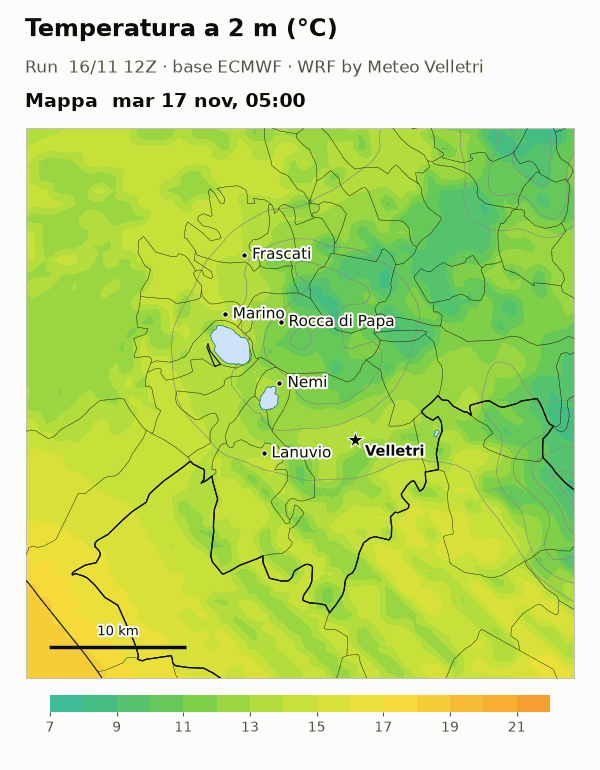 Temperatura a 2 m (°C)
Run  16/11 12Z · base ECMWF · WRF by Meteo Velletri
Mappa  mar 17 nov, 05:00
Frascati
Marino
Rocca di Papa
Nemi
Velletri
Lanuvio
10 km
7 9 11 13 15 17 19 21